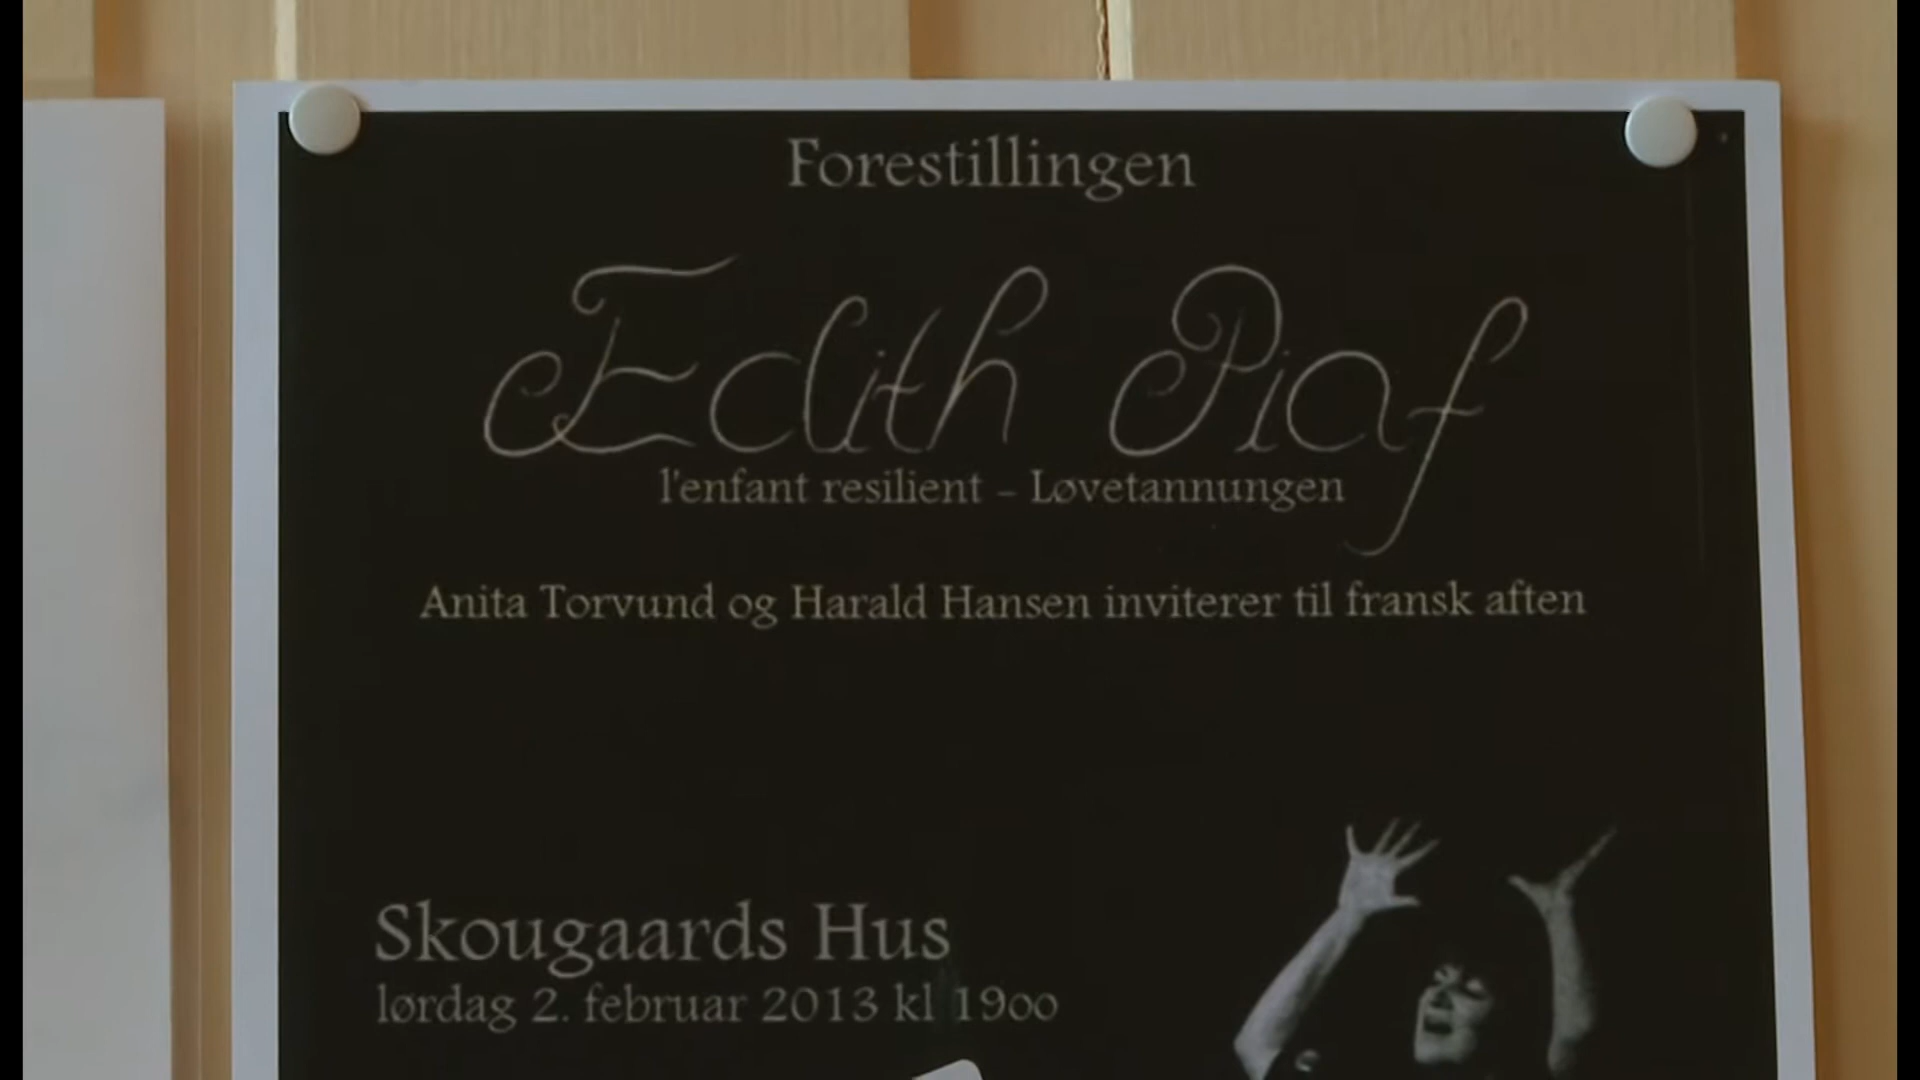 Forestillingen
Edith Piaf
l'enfant resilient - Løvetannungen
Anita Torvund og Harald Hansen inviterer til fransk aften
Skougaards Hus
lørdag 2. februar 2013 kl 1900